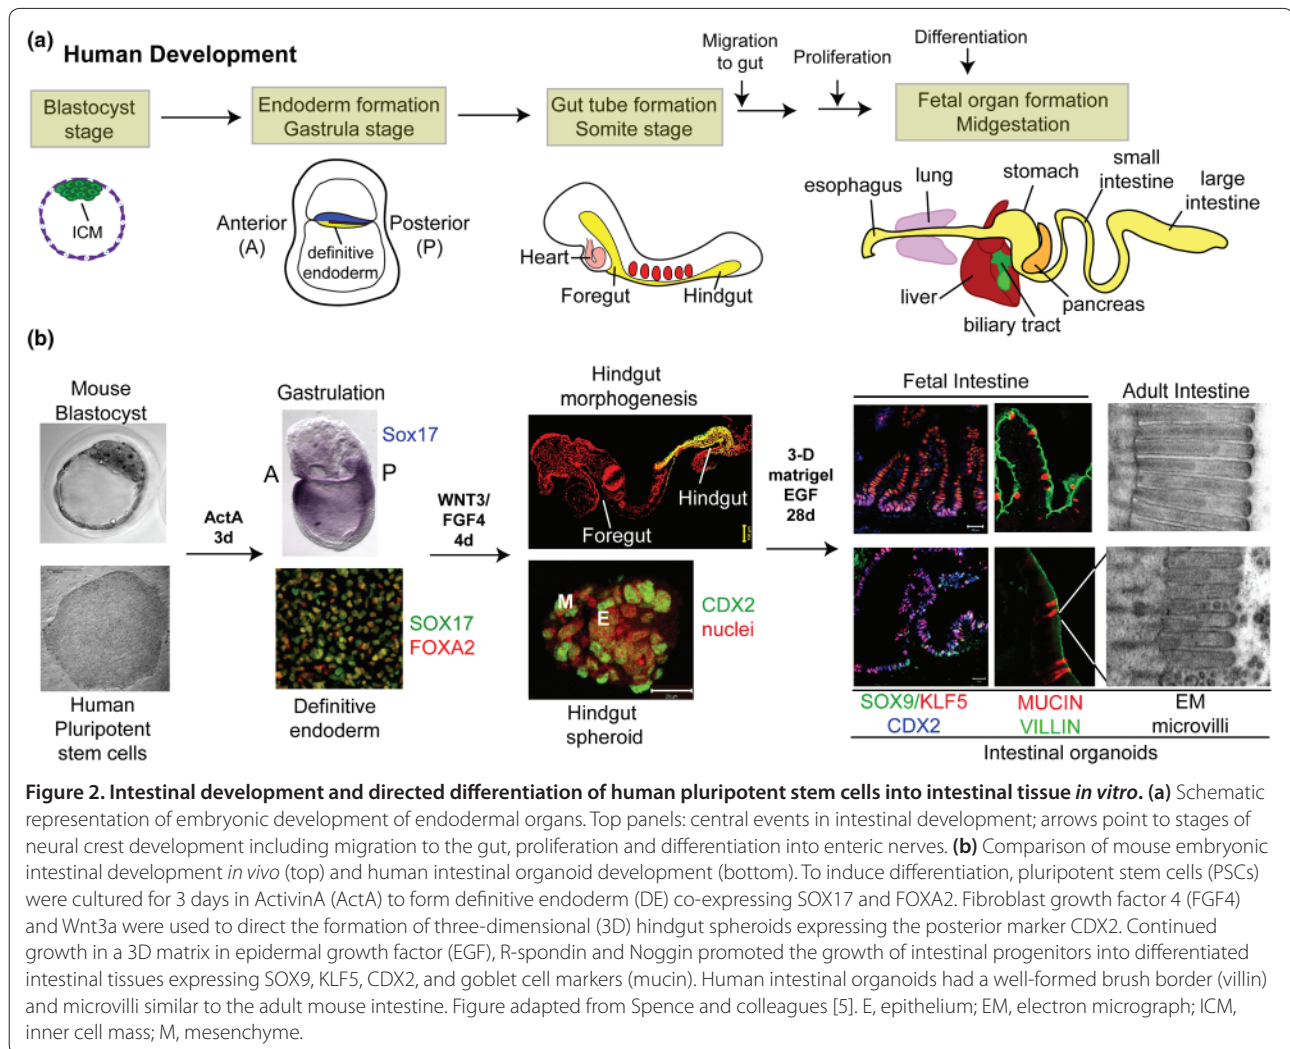 (a)
Human Development
Migration
to gut
Proliferation
Differentiation
Blastocyst
stage
Endoderm formation
Gastrula stage
Gut tube formation
Somite stage
Fetal organ formation
Midgestation
ICM
Anterior
(A)
Posterior
(P)
definitive
endoderm
Heart
Foregut
Hindgut
esophagus
lung
stomach
small
intestine
large
intestine
liver
biliary tract
pancreas
(b)
Mouse
Blastocyst
Gastrulation
Hindgut
morphogenesis
Fetal Intestine
Adult Intestine
Sox17
A
P
ActA
3d
WNT3/
FGF4
4d
Foregut
Hindgut
3-D
matrigel
EGF
28d
SOX17
FOXA2
M
E
CDX2
nuclei
Human
Pluripotent
stem cells
Definitive
endoderm
Hindgut
spheroid
SOX9/KLF5
CDX2
MUCIN
VILLIN
EM
microvilli
Intestinal organoids
Figure 2. Intestinal development and directed differentiation of human pluripotent stem cells into intestinal tissue in vitro. (a) Schematic
representation of embryonic development of endodermal organs. Top panels: central events in intestinal development; arrows point to stages of
neural crest development including migration to the gut, proliferation and differentiation into enteric nerves. (b) Comparison of mouse embryonic
intestinal development in vivo (top) and human intestinal organoid development (bottom). To induce differentiation, pluripotent stem cells (PSCs)
were cultured for 3 days in ActivinA (ActA) to form definitive endoderm (DE) co-expressing SOX17 and FOXA2. Fibroblast growth factor 4 (FGF4)
and Wnt3a were used to direct the formation of three-dimensional (3D) hindgut spheroids expressing the posterior marker CDX2. Continued
growth in a 3D matrix in epidermal growth factor (EGF), R-spondin and Noggin promoted the growth of intestinal progenitors into differentiated
intestinal tissues expressing SOX9, KLF5, CDX2, and goblet cell markers (mucin). Human intestinal organoids had a well-formed brush border (villin)
and microvilli similar to the adult mouse intestine. Figure adapted from Spence and colleagues [5]. E, epithelium; EM, electron micrograph; ICM,
inner cell mass; M, mesenchyme.